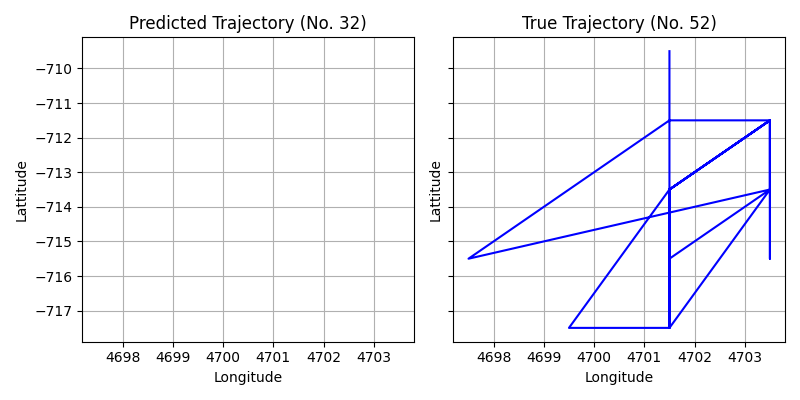 Predicted Trajectory (No. 32)
True Trajectory (No. 52)
−710
−711
−712
−713
−714
−715
−716
−717
Lattitude
Lattitude
4698 4699 4700 4701 4702 4703
4698 4699 4700 4701 4702 4703
Longitude
Longitude